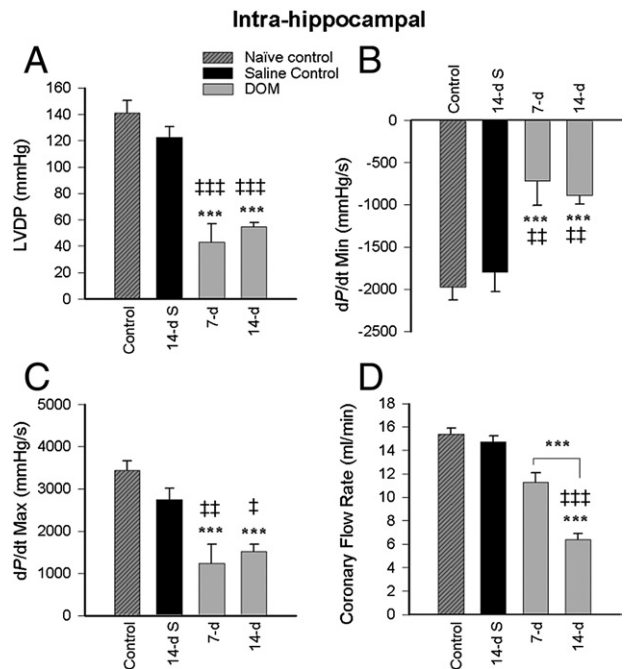 Intra-hippocampal
A
Naïve control
Saline Control
DOM
LVDP (mmHg)
160
140
120
100
80
60
40
20
0
‡‡‡
‡‡‡
***
***
Control
14-d S
7-d
14-d
B
Control
14-d S
7-d
14-d
dP/dt Min (mmHg/s)
0
-500
-1000
-1500
-2000
-2500
***
***
‡‡
‡‡
C
dP/dt Max (mmHg/s)
5000
4000
3000
2000
1000
0
‡‡
‡
***
***
Control
14-d S
7-d
14-d
D
Coronary Flow Rate (ml/min)
18
16
14
12
10
8
6
4
2
0
***
‡‡‡
***
Control
14-d S
7-d
14-d